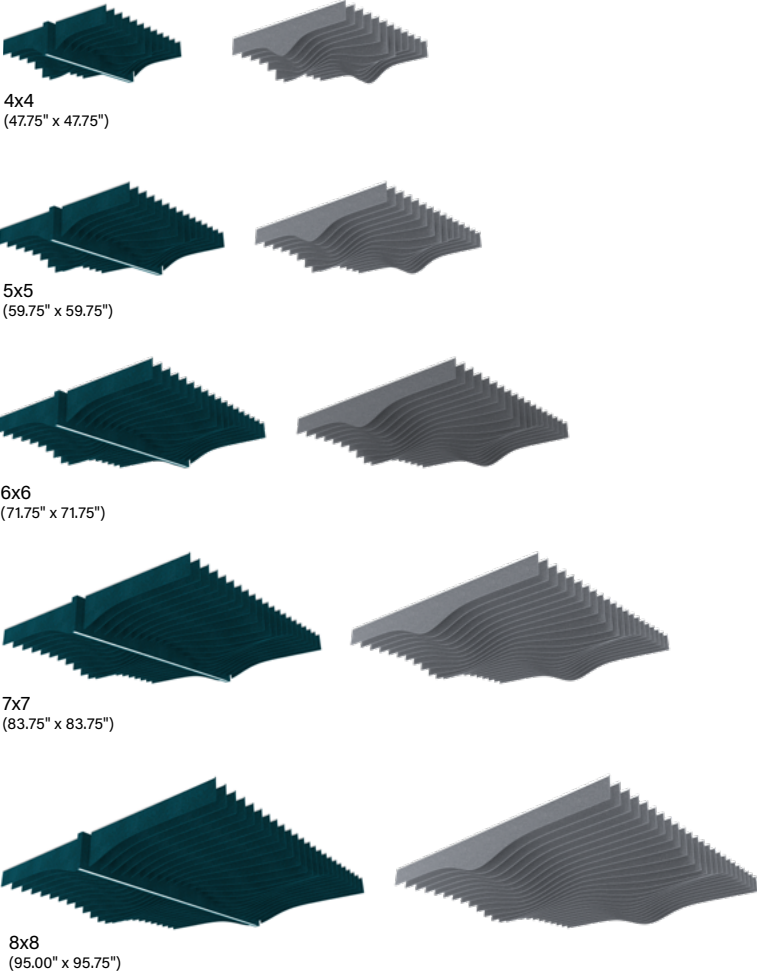 4x4
(47.75" x 47.75")
5x5
(59.75" x 59.75")
6x6
(71.75" x 71.75")
7x7
(83.75" x 83.75")
8x8
(95.00" x 95.75")